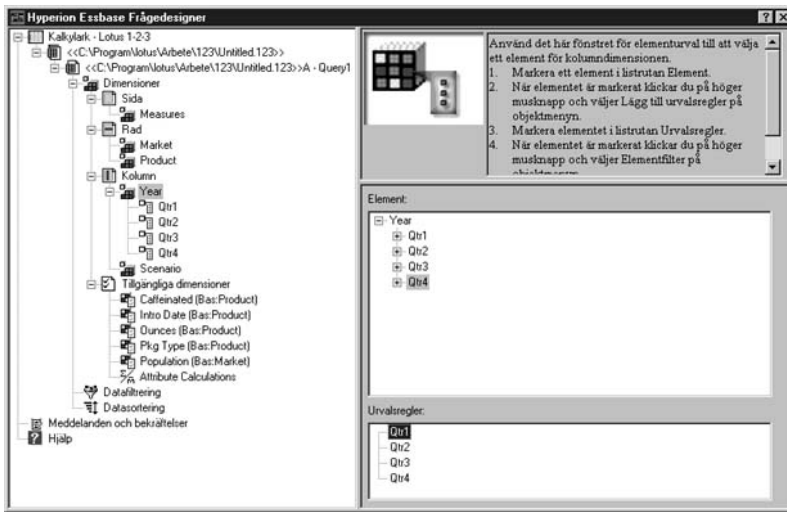 Hyperion Essbase Frågedesigner
Kalkylark - Lotus 1-2-3
<<C:\Program\lotus\Arbete\123\Untitled.123>>
<<C:\Program\lotus\Arbete\123\Untitled.123>>A - Query1
Dimensioner
Sida
Measures
Rad
Market
Product
Kolumn
Year
Qtr1
Qtr2
Qtr3
Qtr4
Scenario
Tillgängliga dimensioner
Caffeinated (Bas:Product)
Intro Date (Bas:Product)
Ounces (Bas:Product)
Pkg Type (Bas:Product)
Population (Bas:Market)
Attribute Calculations
Datafiltrering
Datasortering
Meddelanden och bekräftelser
Hjälp
Använd det här fönstret för elementurval till att välja
ett element för kolumndimensionen.
1. Markera ett element i listrutan Element.
2. När elementet är markerat klickar du på höger
musknapp och väljer Lägg till urvalsregler på
objektmenyn.
3. Markera elementet i listrutan Urvalsregler.
4. När elementet är markerat klickar du på höger
musknapp och väljer Elementfilter på
objektmenyn.
Element:
Year
Qtr1
Qtr2
Qtr3
Qtr4
Urvalsregler:
Qtr1
Qtr2
Qtr3
Qtr4